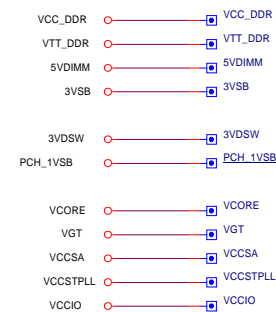 VCC_DDR VCC_DDR
VTT_DDR VTT_DDR
5VDIMM 5VDIMM
3VSB 3VSB
3VDSW 3VDSW
PCH_1VSB PCH_1VSB
VCORE VCORE
VGT VGT
VCCSA VCCSA
VCCSTPLL VCCSTPLL
VCCIO VCCIO